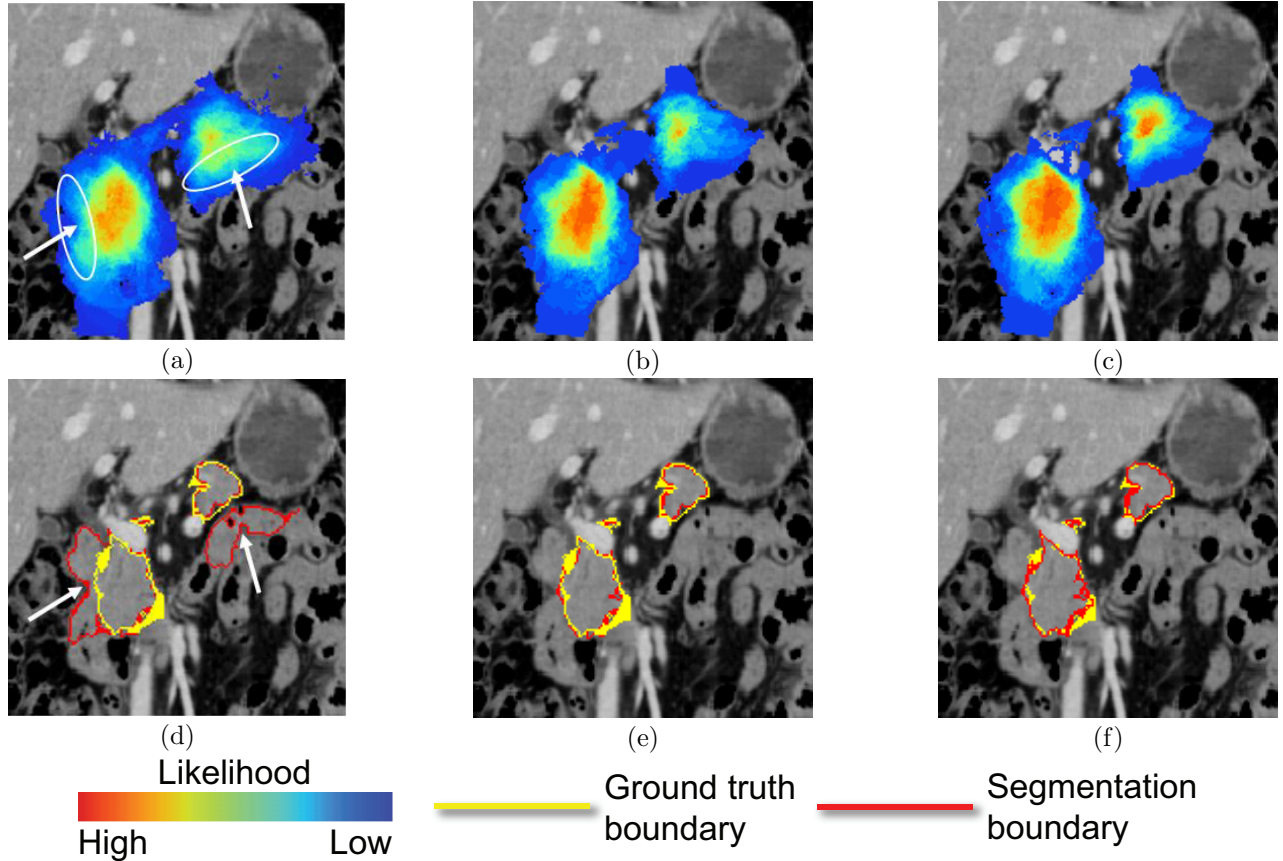 (a)
(b)
(c)
(d)
(e)
(f)
Likelihood
High
Low
Ground truth
boundary
Segmentation
boundary